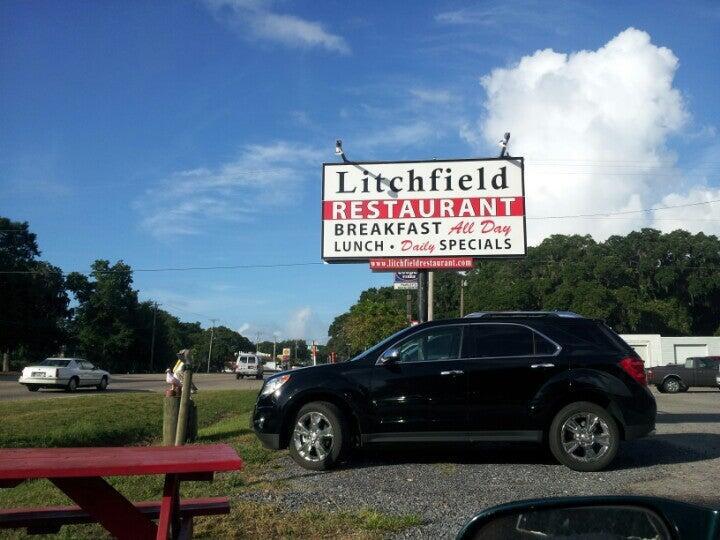 Litchfield
RESTAURANT
BREAKFAST All Day
LUNCH • Daily SPECIALS
www.litchfieldrestaurant.com